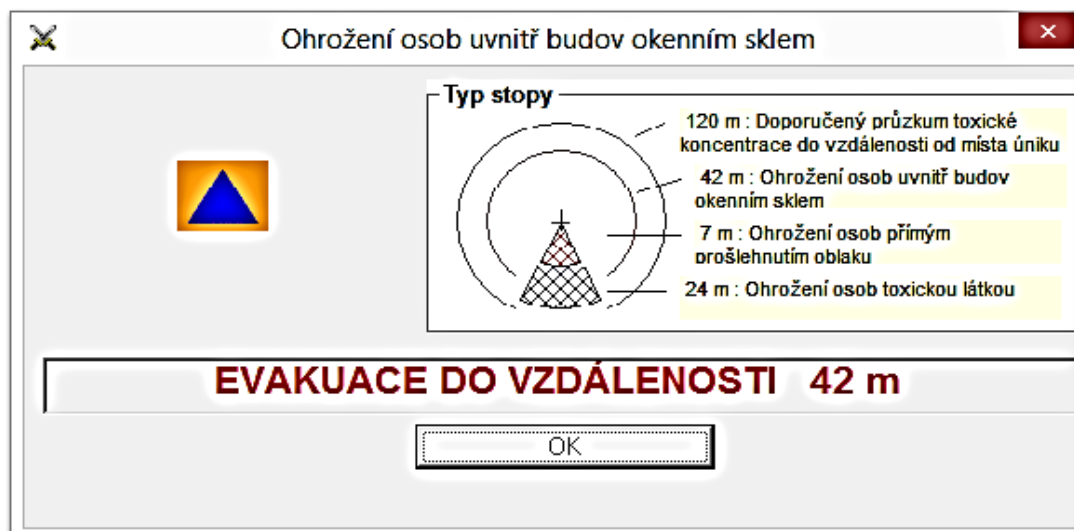 Ohrožení osob uvnitř budov okenním sklem
Typ stopy
120 m : Doporučený průzkum toxické
koncentrace do vzdálenosti od místa úniku
42 m : Ohrožení osob uvnitř budov
okenním sklem
7 m : Ohrožení osob přímým
prošlehnutím oblaku
24 m : Ohrožení osob toxickou látkou
EVAKUACE DO VZDÁLENOSTI 42 m
OK